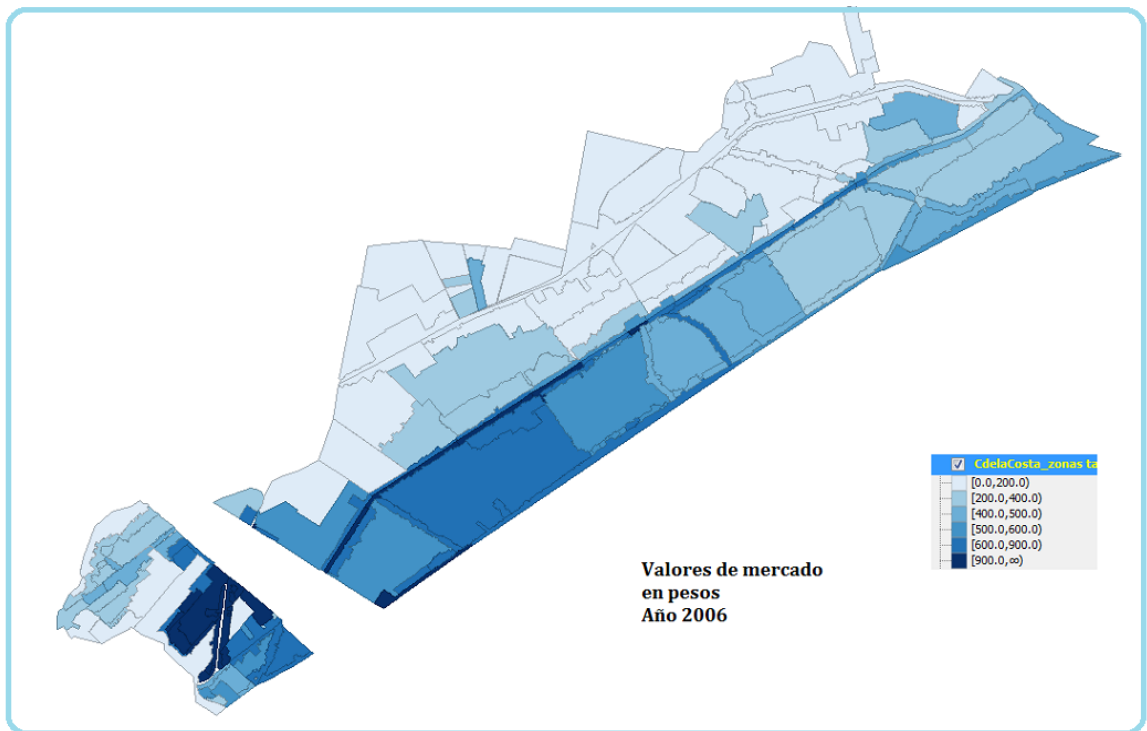 CdelaCosta_zonas ta
[0.0,200.0)
[200.0,400.0)
[400.0,500.0)
[500.0,600.0)
[600.0,900.0)
[900.0,∞)
Valores de mercado
en pesos
Año 2006